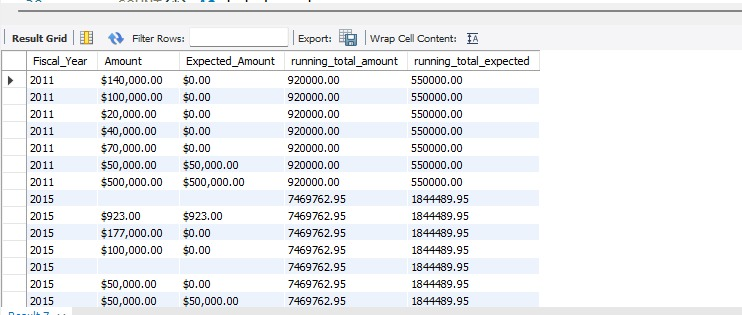 Result Grid Filter Rows: Export: Wrap Cell Content:
Fiscal_Year Amount Expected_Amount running_total_amount running_total_expected
2011 $140,000.00 $0.00 920000.00 550000.00
2011 $100,000.00 $0.00 920000.00 550000.00
2011 $20,000.00 $0.00 920000.00 550000.00
2011 $40,000.00 $0.00 920000.00 550000.00
2011 $70,000.00 $0.00 920000.00 550000.00
2011 $50,000.00 $50,000.00 920000.00 550000.00
2011 $500,000.00 $500,000.00 920000.00 550000.00
2015 7469762.95 1844489.95
2015 $923.00 $923.00 7469762.95 1844489.95
2015 $177,000.00 $0.00 7469762.95 1844489.95
2015 $100,000.00 $0.00 7469762.95 1844489.95
2015 7469762.95 1844489.95
2015 $50,000.00 $0.00 7469762.95 1844489.95
2015 $50,000.00 $50,000.00 7469762.95 1844489.95